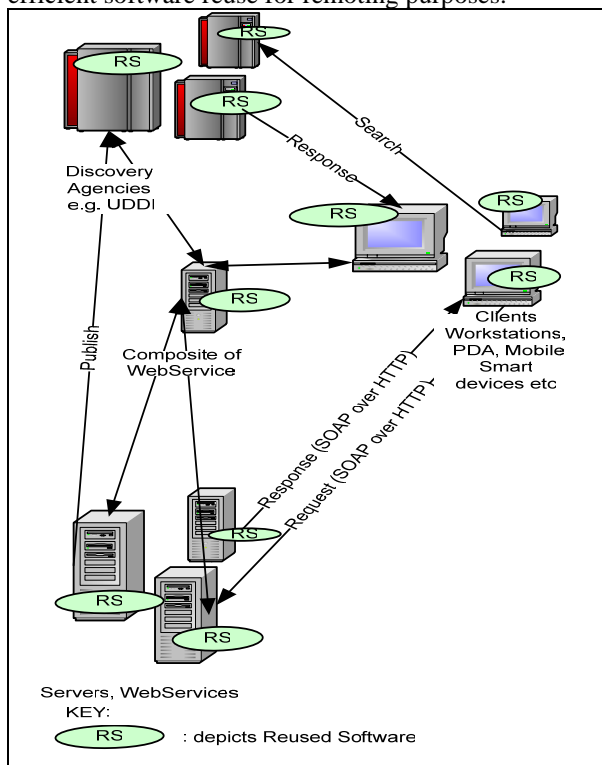 efficient software reuse for remoting purposes.
RS
RS
RS
Search
Response
Discovery
Agencies
e.g. UDDI
RS
RS
RS
RS
Clients
Workstations,
PDA, Mobile
Smart
devices etc
Publish
Composite of
WebService
Response (SOAP over HTTP)
Request (SOAP over HTTP)
RS
RS
RS
Servers, WebServices
KEY:
RS : depicts Reused Software